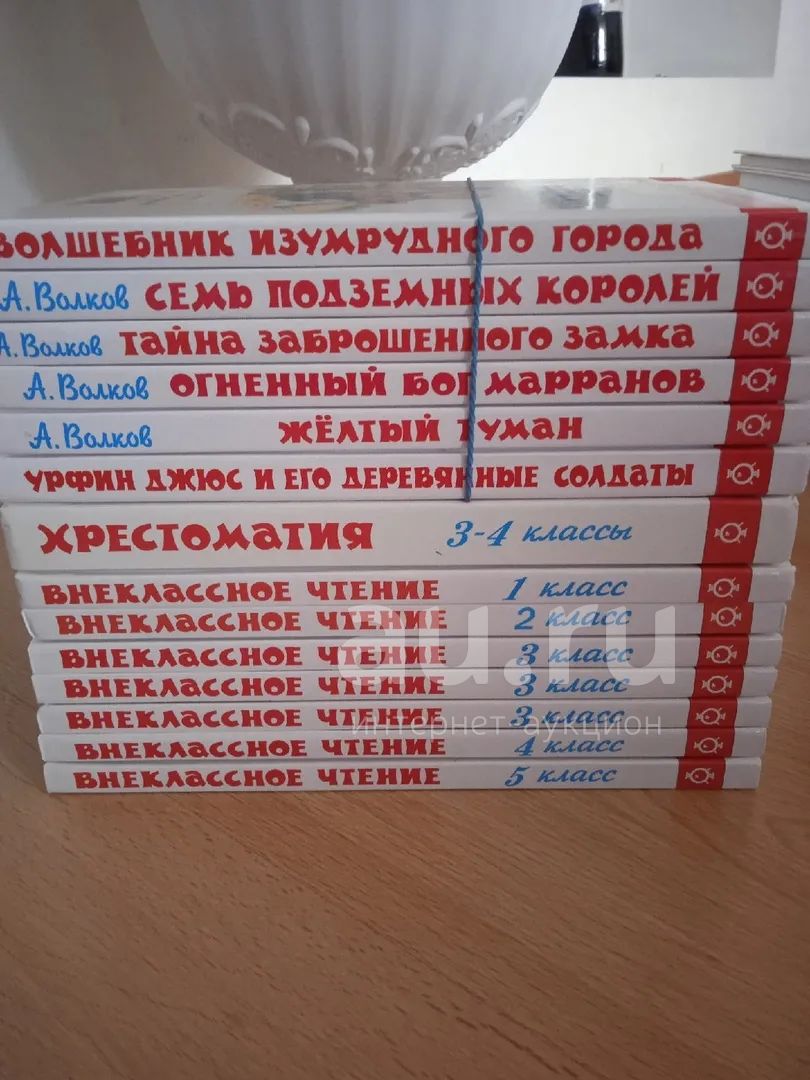 ВОЛШЕБНИК ИЗУМРУДНОГО ГОРОДА
А. Волков СЕМЬ ПОДЗЕМНЫХ КОРОЛЕЙ
А. Волков ТАЙНА ЗАБРОШЕННОГО ЗАМКА
А. Волков ОГНЕННЫЙ БОГ МАРРАНОВ
А. Волков ЖЁЛТЫЙ ТУМАН
УРФИН ДЖЮС И ЕГО ДЕРЕВЯННЫЕ СОЛДАТЫ
ХРЕСТОМАТИЯ 3-4 классы
ВНЕКЛАССНОЕ ЧТЕНИЕ 1 класс
ВНЕКЛАССНОЕ ЧТЕНИЕ 2 класс
ВНЕКЛАССНОЕ ЧТЕНИЕ 3 класс
ВНЕКЛАССНОЕ ЧТЕНИЕ 3 класс
ВНЕКЛАССНОЕ ЧТЕНИЕ 3 класс
ВНЕКЛАССНОЕ ЧТЕНИЕ 4 класс
ВНЕКЛАССНОЕ ЧТЕНИЕ 5 класс
au.ru
интернет-аукцион